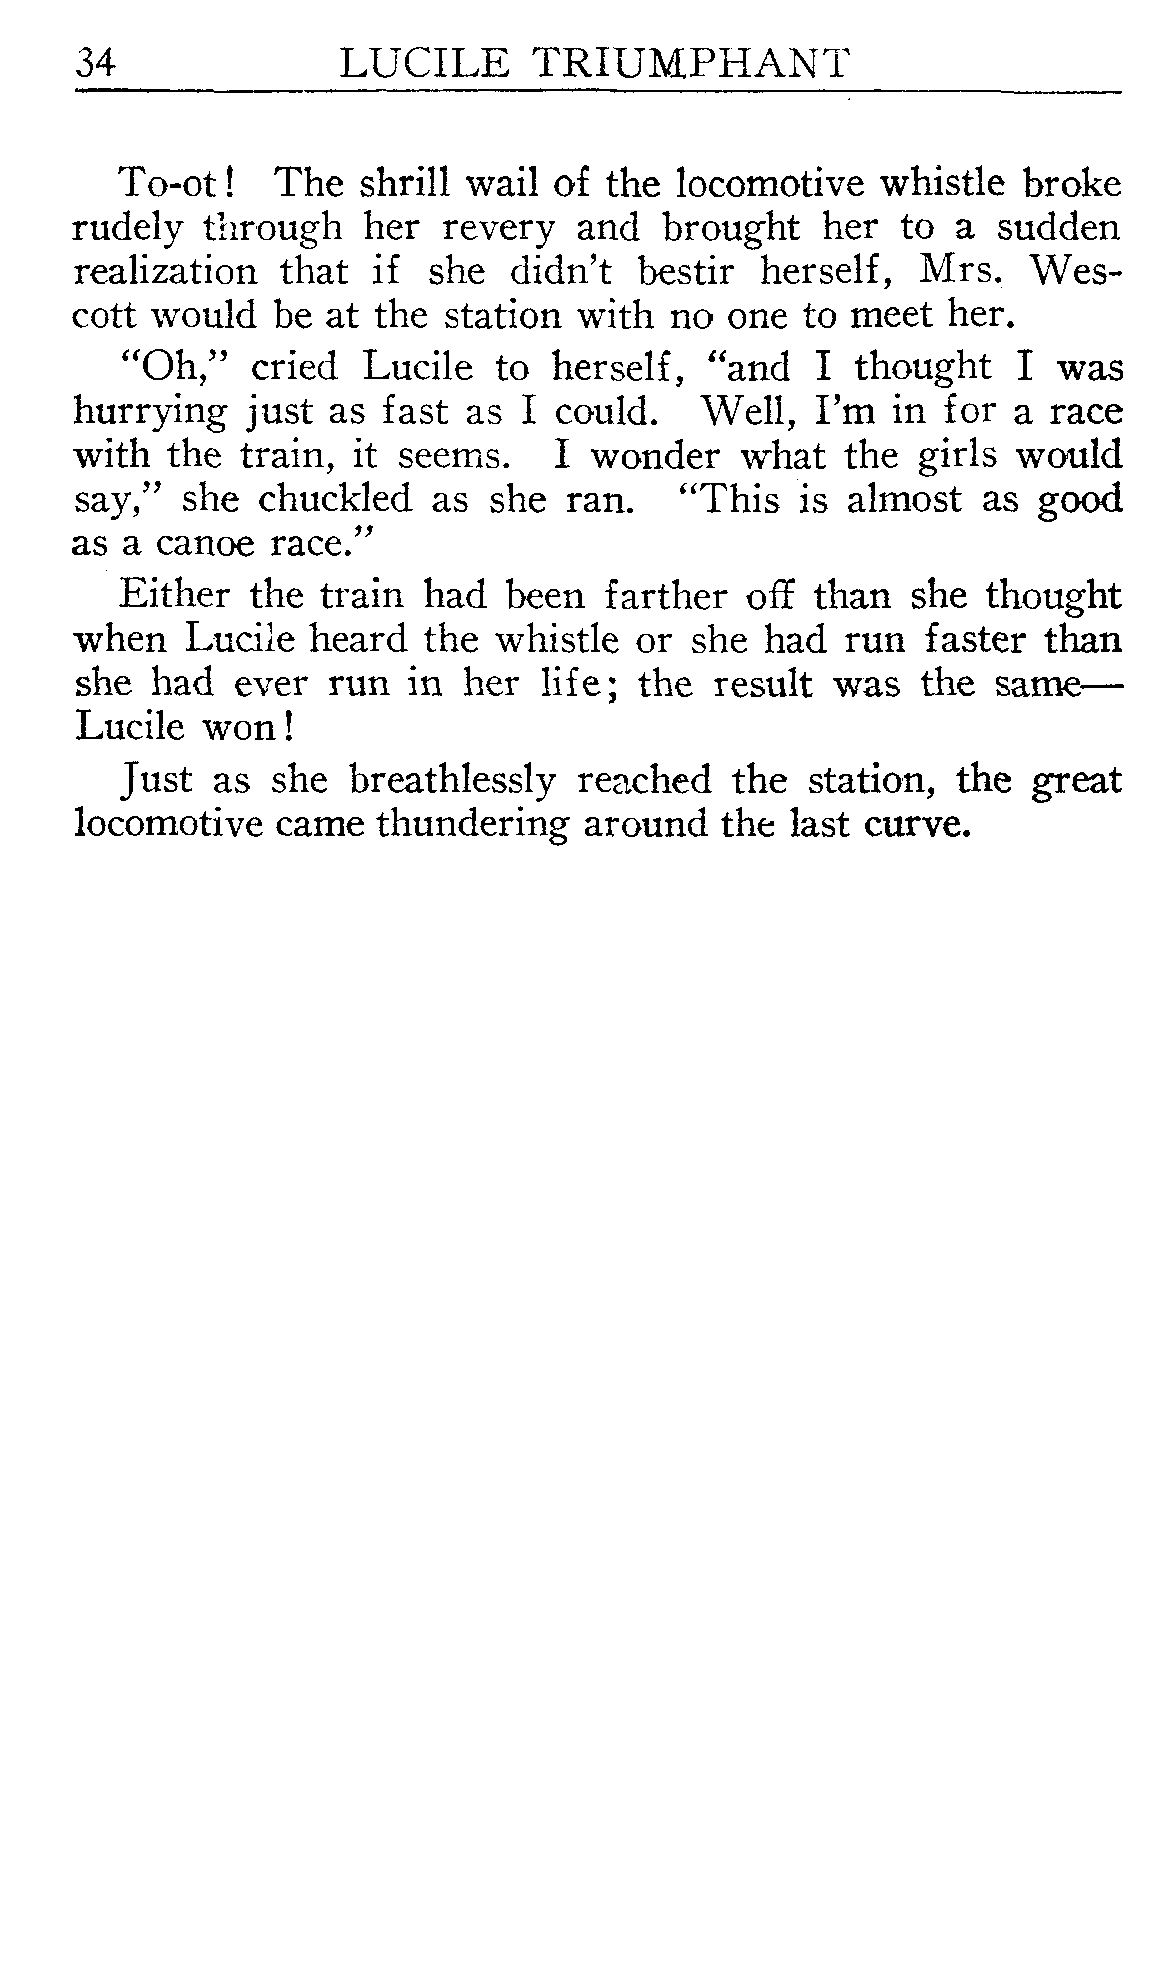 34 LUCILE TRIUMPHANT
To-ot! The shrill wail of the locomotive whistle broke
rudely through her revery and brought her to a sudden
realization that if she didn't bestir herself, Mrs. Wes-
cott would be at the station with no one to meet her.
"Oh," cried Lucile to herself, "and I thought I was
hurrying just as fast as I could. Well, I'm in for a race
with the train, it seems. I wonder what the girls would
say," she chuckled as she ran. "This is almost as good
as a canoe race."
Either the train had been farther off than she thought
when Lucile heard the whistle or she had run faster than
she had ever run in her life; the result was the same—
Lucile won!
Just as she breathlessly reached the station, the great
locomotive came thundering around the last curve.